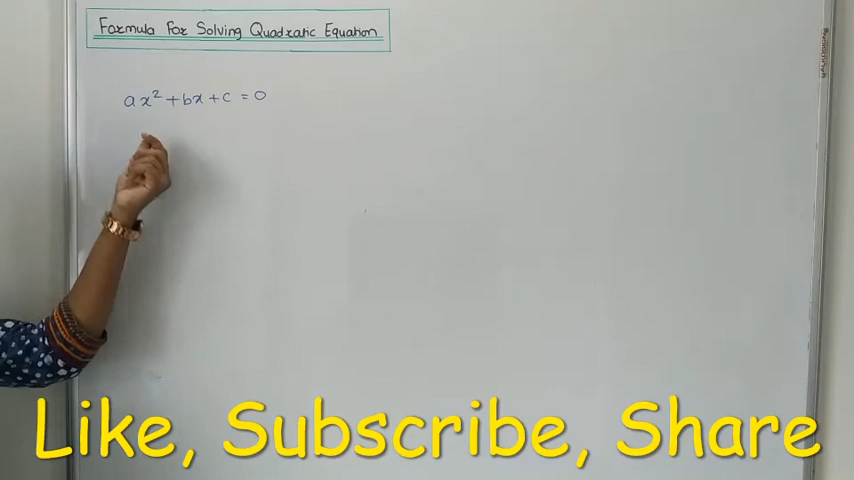 Formula For Solving Quadratic Equation
ax² + bx + c = 0
Like, Subscribe, Share